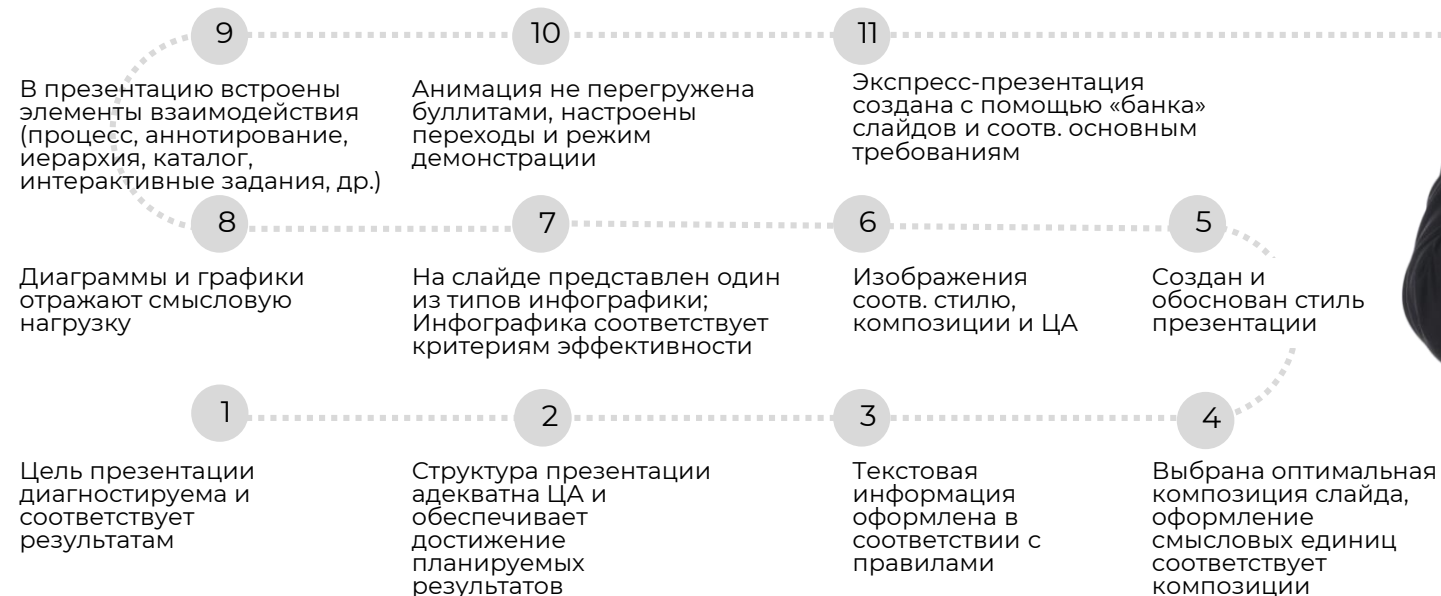 9
В презентацию встроены
элементы взаимодействия
(процесс, аннотирование,
иерархия, каталог,
интерактивные задания, др.)
10
Анимация не перегружена
буллитами, настроены
переходы и режим
демонстрации
11
Экспресс-презентация
создана с помощью «банка»
слайдов и соотв. основным
требованиям
8
Диаграммы и графики
отражают смысловую
нагрузку
7
На слайде представлен один
из типов инфографики;
Инфографика соответствует
критериям эффективности
6
Изображения
соотв. стилю,
композиции и ЦА
5
Создан и
обоснован стиль
презентации
1
Цель презентации
диагностируема и
соответствует
результатам
2
Структура презентации
адекватна ЦА и
обеспечивает
достижение
планируемых
результатов
3
Текстовая
информация
оформлена в
соответствии с
правилами
4
Выбрана оптимальная
композиция слайда,
оформление
смысловых единиц
соответствует
композиции